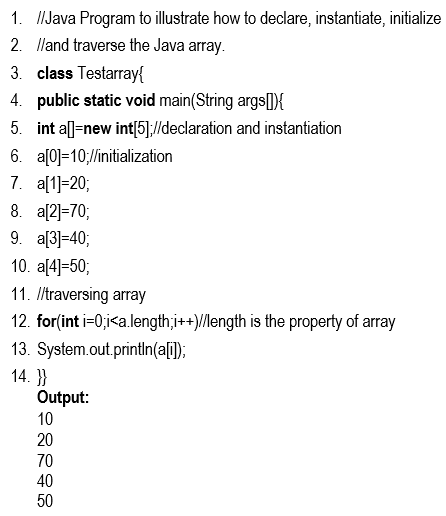 1. //Java Program to illustrate how to declare, instantiate, initialize
2. //and traverse the Java array.
3. class Testarray{
4. public static void main(String args[]){
5. int a[]=new int[5];//declaration and instantiation
6. a[0]=10;//initialization
7. a[1]=20;
8. a[2]=70;
9. a[3]=40;
10. a[4]=50;
11. //traversing array
12. for(int i=0;i<a.length;i++)//length is the property of array
13. System.out.println(a[i]);
14. }}
Output:
10
20
70
40
50